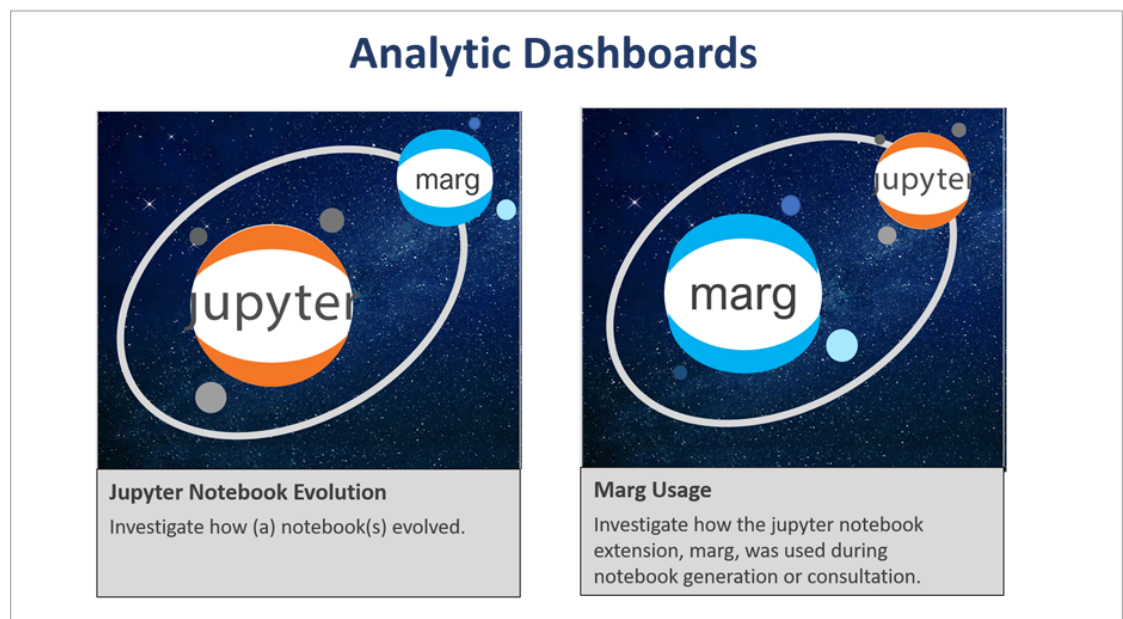 Analytic Dashboards
marg
jupyter
jupyter
marg
Jupyter Notebook Evolution
Investigate how (a) notebook(s) evolved.
Marg Usage
Investigate how the jupyter notebook
extension, marg, was used during
notebook generation or consultation.